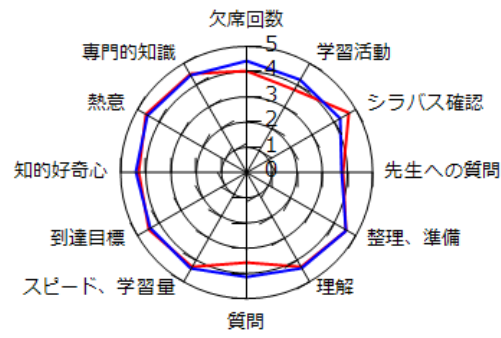 欠席回数
専門的知識
学習活動
熱意
シラバス確認
知的好奇心
先生への質問
到達目標
整理、準備
スピード、学習量
理解
質問
5
4
3
2
1
0